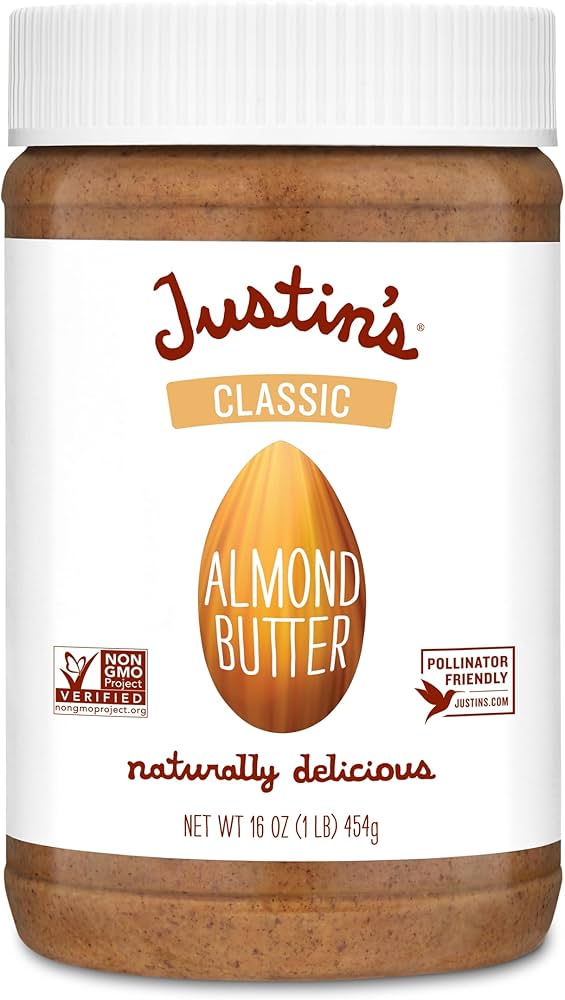 Justin's®
CLASSIC
ALMOND
BUTTER
NON
GMO
Project
VERIFIED
nongmoproject.org
POLLINATOR
FRIENDLY
JUSTINS.COM
naturally delicious
NET WT 16 OZ (1 LB) 454g